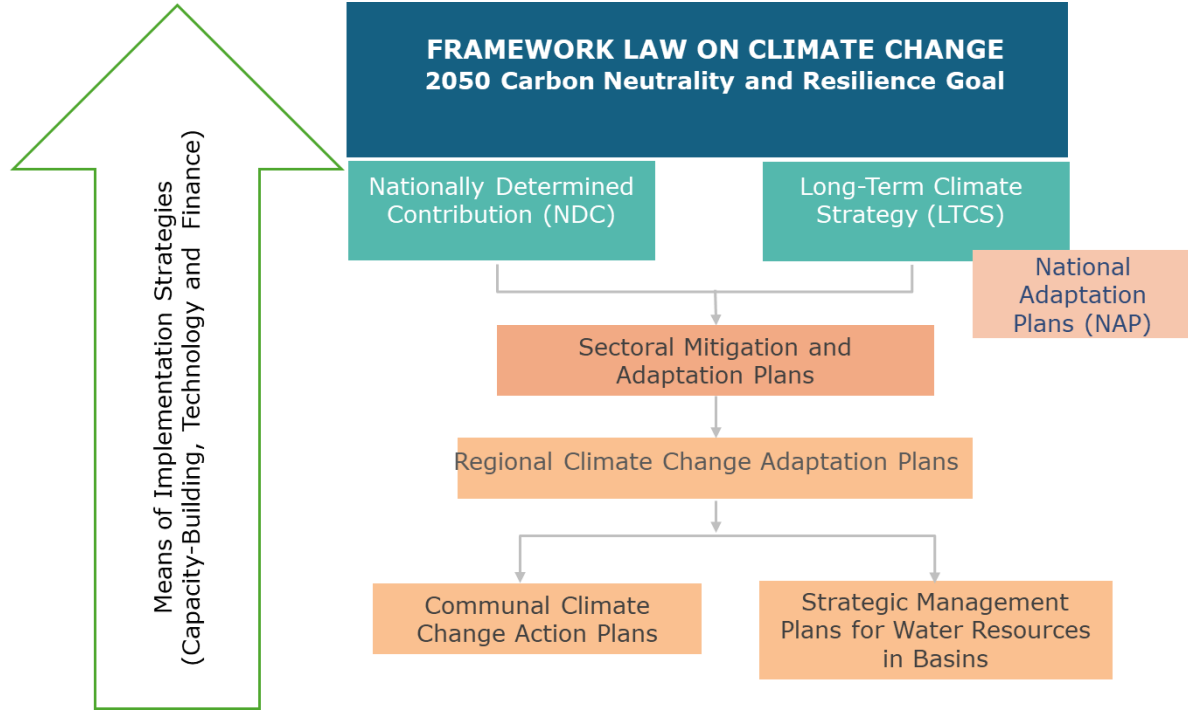 FRAMEWORK LAW ON CLIMATE CHANGE
2050 Carbon Neutrality and Resilience Goal
Means of Implementation Strategies
(Capacity-Building, Technology and Finance)
Nationally Determined
Contribution (NDC)
Long-Term Climate
Strategy (LTCS)
National
Adaptation
Plans (NAP)
Sectoral Mitigation and
Adaptation Plans
Regional Climate Change Adaptation Plans
Communal Climate
Change Action Plans
Strategic Management
Plans for Water Resources
in Basins